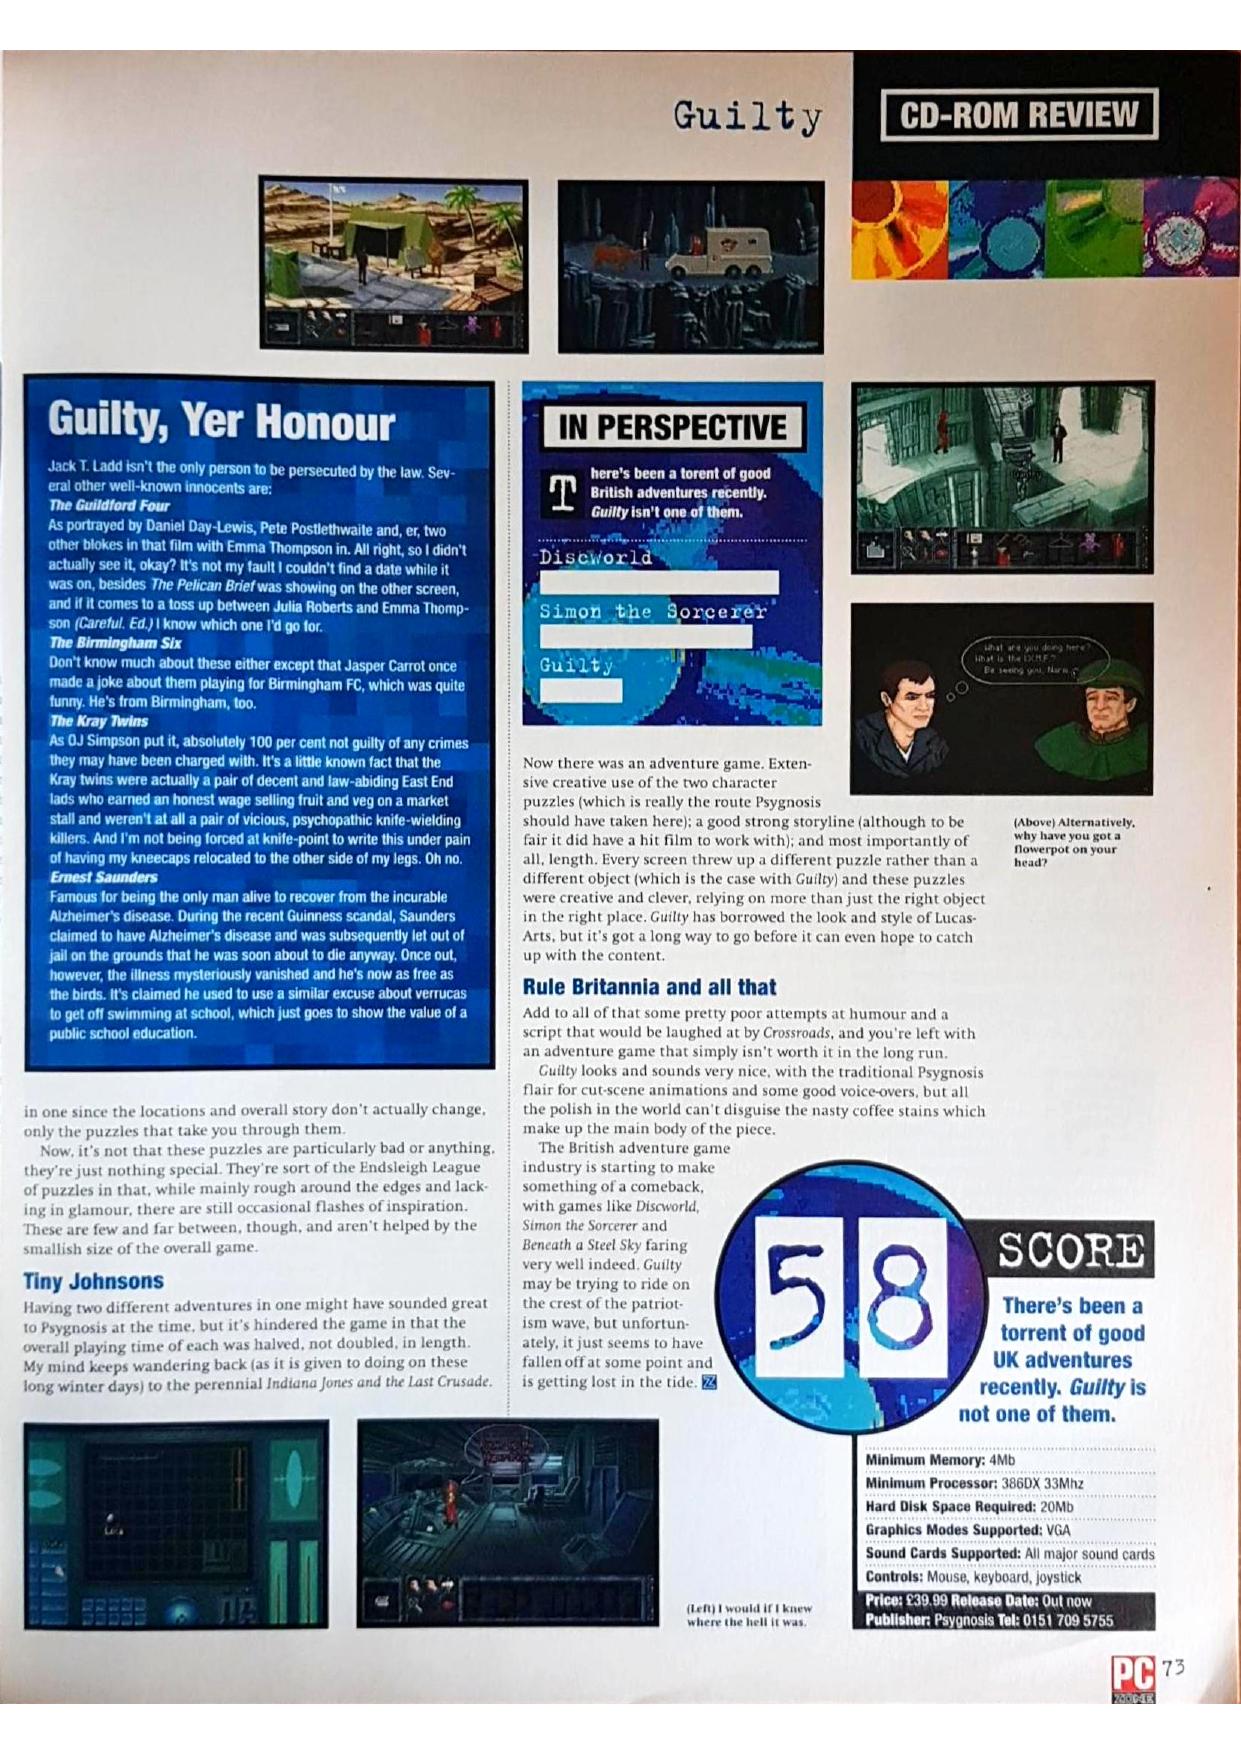 Guilty
CD-ROM REVIEW
Guilty, Yer Honour
Jack T. Ladd isn't the only person to be persecuted by the law. Sev-
eral other well-known innocents are:
The Guildford Four
As portrayed by Daniel Day-Lewis, Pete Postlethwaite and, er, two
other blokes in that film with Emma Thompson in. All right, so I didn't
actually see it, okay? It's not my fault I couldn't find a date while it
was on, besides The Pelican Brief was showing on the other screen,
and if it comes to a toss up between Julia Roberts and Emma Thomp-
son (Careful. Ed.) I know which one I'd go for.
The Birmingham Six
Don't know much about these either except that Jasper Carrot once
made a joke about them playing for Birmingham FC, which was quite
funny. He's from Birmingham, too.
The Kray Twins
As OJ Simpson put it, absolutely 100 per cent not guilty of any crimes
they may have been charged with. It's a little known fact that the
Kray twins were actually a pair of decent and law-abiding East End
lads who earned an honest wage selling fruit and veg on a market
stall and weren't at all a pair of vicious, psychopathic knife-wielding
killers. And I'm not being forced at knife-point to write this under pain
of having my kneecaps relocated to the other side of my legs. Oh no.
Ernest Saunders
Famous for being the only man alive to recover from the incurable
Alzheimer's disease. During the recent Guinness scandal, Saunders
claimed to have Alzheimer's disease and was subsequently let out of
jail on the grounds that he was soon about to die anyway. Once out,
however, the illness mysteriously vanished and he's now as free as
the birds. It's claimed he used to use a similar excuse about verrucas
to get off swimming at school, which just goes to show the value of a
public school education.
in one since the locations and overall story don't actually change,
only the puzzles that take you through them.
Now, it's not that these puzzles are particularly bad or anything,
they're just nothing special. They're sort of the Endsleigh League
of puzzles in that, while mainly rough around the edges and lack-
ing in glamour, there are still occasional flashes of inspiration.
These are few and far between, though, and aren't helped by the
smallish size of the overall game.
Tiny Johnsons
Having two different adventures in one might have sounded great
to Psygnosis at the time, but it's hindered the game in that the
overall playing time of each was halved, not doubled, in length.
My mind keeps wandering back (as it is given to doing on these
long winter days) to the perennial Indiana Jones and the Last Crusade.
IN PERSPECTIVE
There's been a torent of good
British adventures recently.
Guilty isn't one of them.
Discworld
Simon the Sorcerer
Guilty
What are you doing here?
What is the
Be seeing you,
Now there was an adventure game. Exten-
sive creative use of the two character
puzzles (which is really the route Psygnosis
should have taken here); a good strong storyline (although to be
fair it did have a hit film to work with); and most importantly of
all, length. Every screen threw up a different puzzle rather than a
different object (which is the case with Guilty) and these puzzles
were creative and clever, relying on more than just the right object
in the right place. Guilty has borrowed the look and style of Lucas-
Arts, but it's got a long way to go before it can even hope to catch
up with the content.
(Above) Alternatively,
why have you got a
flowerpot on your
head?
Rule Britannia and all that
Add to all of that some pretty poor attempts at humour and a
script that would be laughed at by Crossroads, and you're left with
an adventure game that simply isn't worth it in the long run.
Guilty looks and sounds very nice, with the traditional Psygnosis
flair for cut-scene animations and some good voice-overs, but all
the polish in the world can't disguise the nasty coffee stains which
make up the main body of the piece.
The British adventure game
industry is starting to make
something of a comeback,
with games like Discworld,
Simon the Sorcerer and
Beneath a Steel Sky faring
very well indeed. Guilty
may be trying to ride on
the crest of the patriot-
ism wave, but unfortun-
ately, it just seems to have
fallen off at some point and
is getting lost in the tide.
58
SCORE
There's been a
torrent of good
UK adventures
recently. Guilty is
not one of them.
Minimum Memory: 4Mb
Minimum Processor: 386DX 33Mhz
Hard Disk Space Required: 20Mb
Graphics Modes Supported: VGA
Sound Cards Supported: All major sound cards
Controls: Mouse, keyboard, joystick
Price: £39.99 Release Date: Out now
Publisher: Psygnosis Tel: 0151 709 5755
(Left) I would if I knew
where the hell it was.
PC
ZONE
73